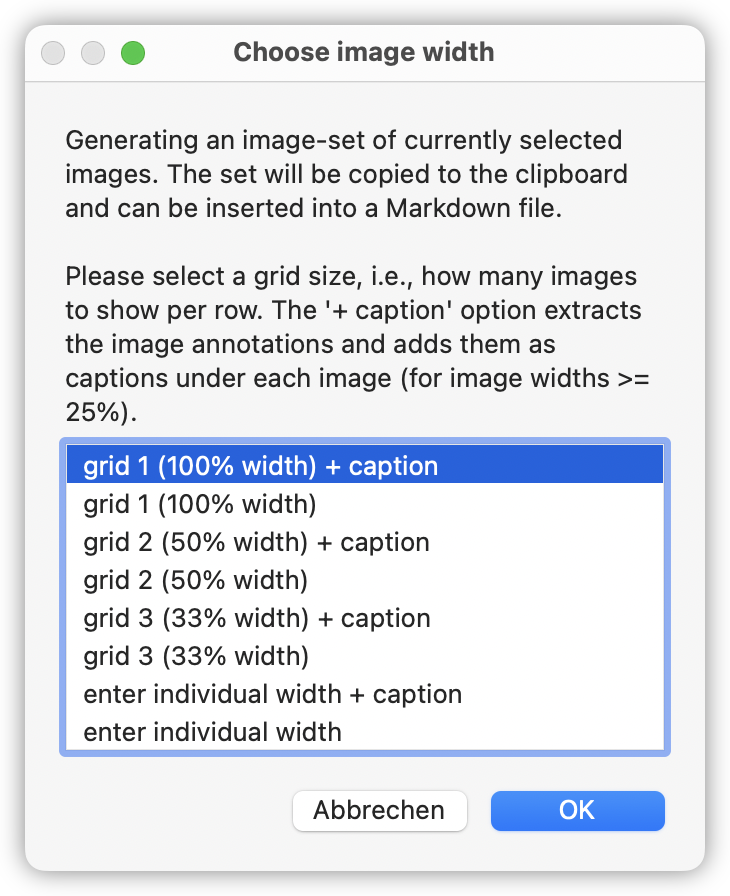 Choose image width
Generating an image-set of currently selected
images. The set will be copied to the clipboard
and can be inserted into a Markdown file.
Please select a grid size, i.e., how many images
to show per row. The '+ caption' option extracts
the image annotations and adds them as
captions under each image (for image widths >=
25%).
grid 1 (100% width) + caption
grid 1 (100% width)
grid 2 (50% width) + caption
grid 2 (50% width)
grid 3 (33% width) + caption
grid 3 (33% width)
enter individual width + caption
enter individual width
Abbrechen
OK